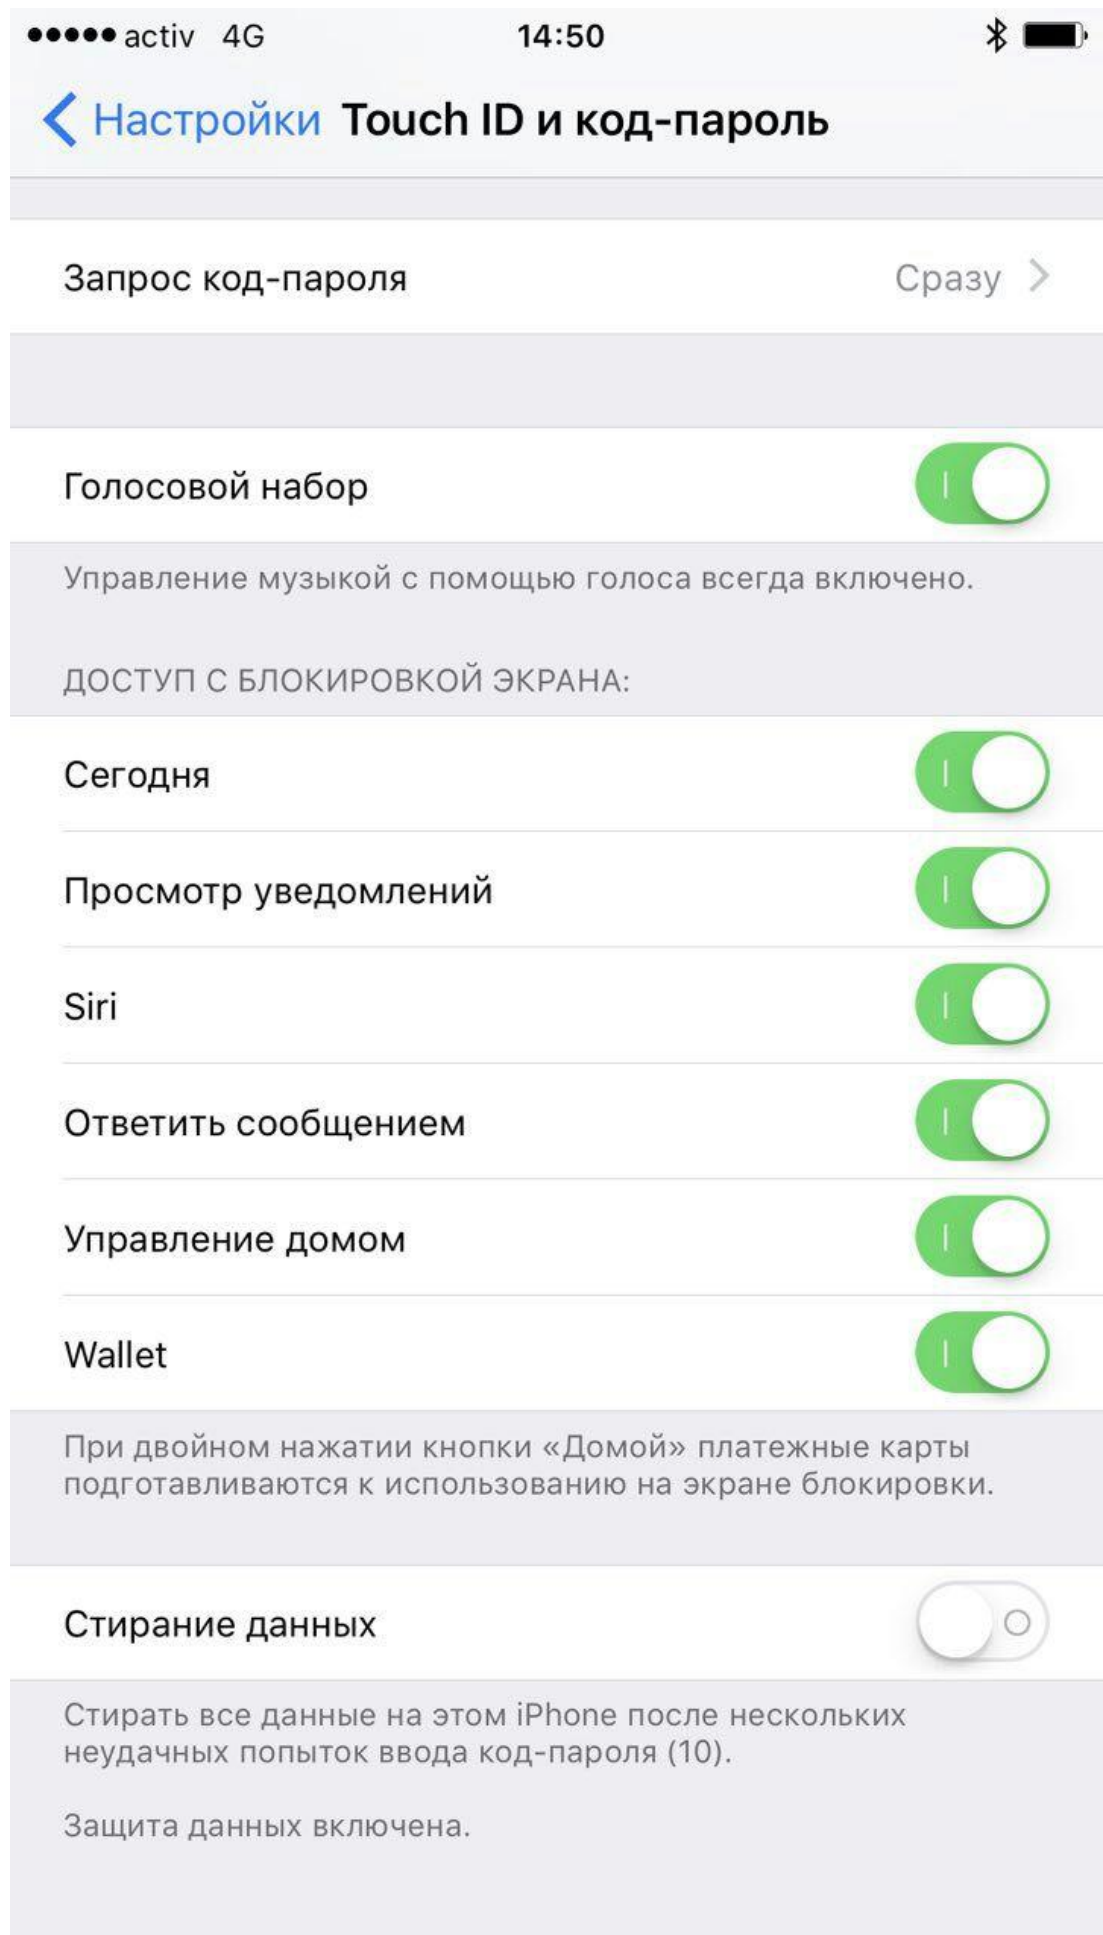 activ 4G 14:50
Настройки Touch ID и код-пароль
Запрос код-пароля Сразу
Голосовой набор
Управление музыкой с помощью голоса всегда включено.
ДОСТУП С БЛОКИРОВКОЙ ЭКРАНА:
Сегодня
Просмотр уведомлений
Siri
Ответить сообщением
Управление домом
Wallet
При двойном нажатии кнопки «Домой» платежные карты
подготавливаются к использованию на экране блокировки.
Стирание данных
Стирать все данные на этом iPhone после нескольких
неудачных попыток ввода код-пароля (10).
Защита данных включена.